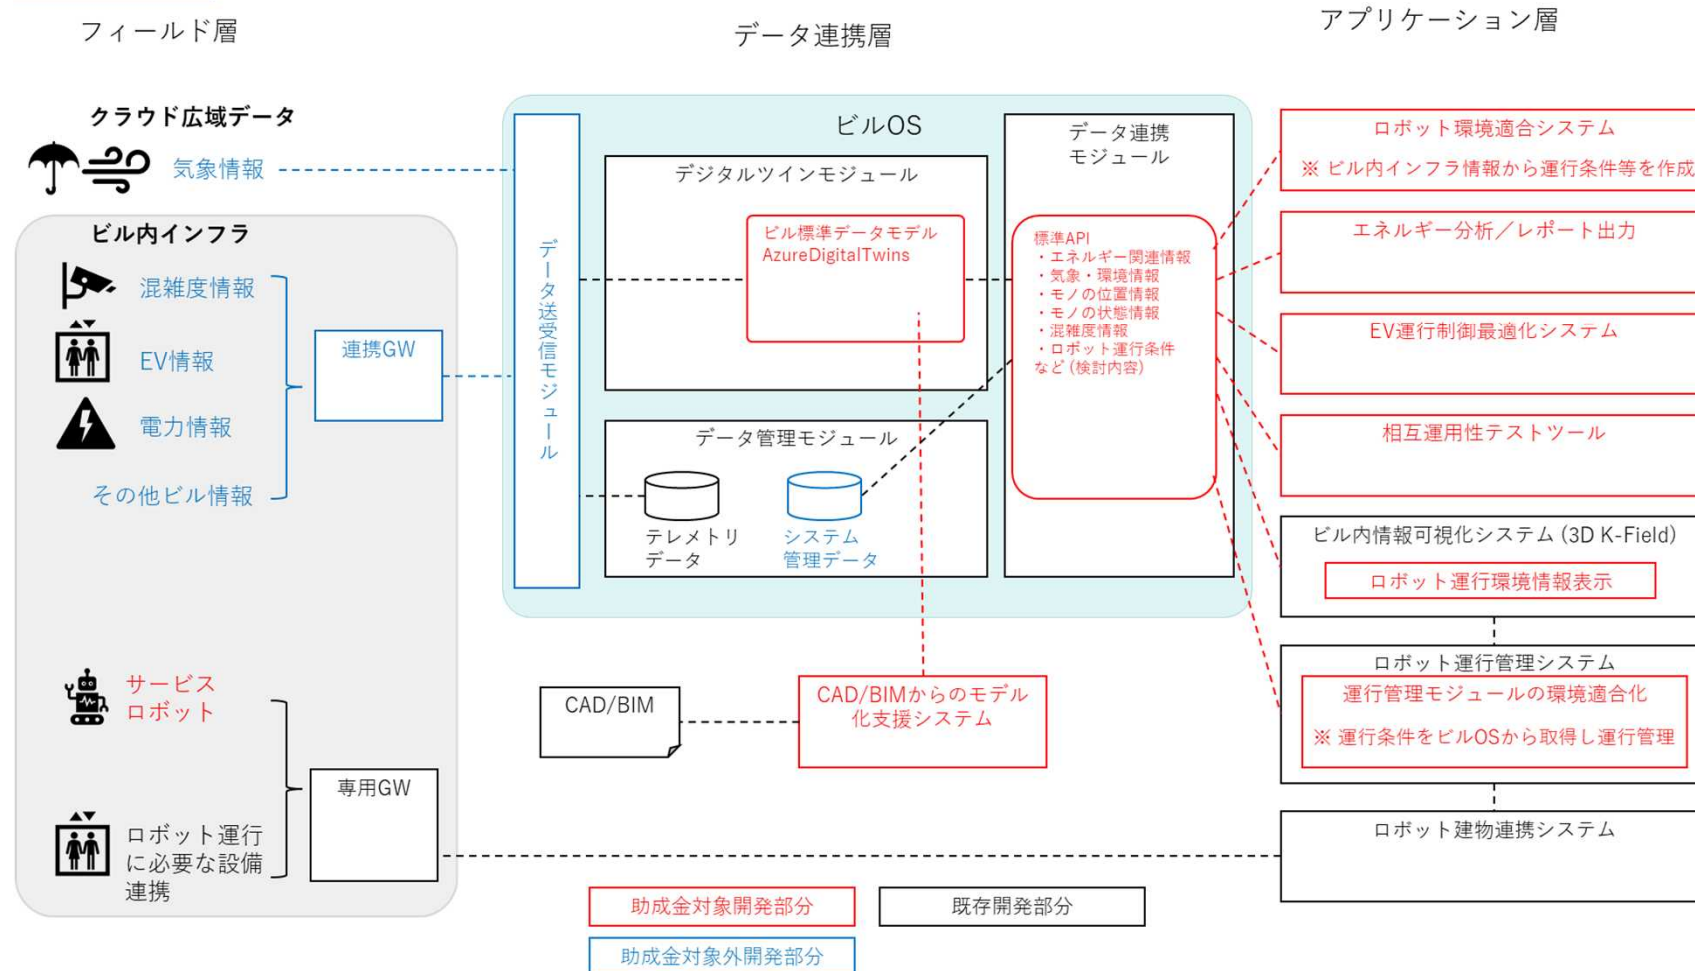 フィールド層
データ連携層
アプリケーション層
クラウド広域データ
気象情報
ビル内インフラ
混雑度情報
EV情報
電力情報
その他ビル情報
連携GW
サービス
ロボット
専用GW
ロボット運行
に必要な設備
連携
データ送受信モジュール
ビルOS
デジタルツインモジュール
ビル標準データモデル
AzureDigitalTwins
データ管理モジュール
テレメトリ
データ
システム
管理データ
データ連携
モジュール
標準API
・エネルギー関連情報
・気象・環境情報
・モノの位置情報
・モノの状態情報
・混雑度情報
・ロボット運行条件
など(検討内容)
CAD/BIM
CAD/BIMからのモデル
化支援システム
ロボット環境適合システム
※ ビル内インフラ情報から運行条件等を作成
エネルギー分析／レポート出力
EV運行制御最適化システム
相互運用性テストツール
ビル内情報可視化システム(3D K-Field)
ロボット運行環境情報表示
ロボット運行管理システム
運行管理モジュールの環境適合化
※ 運行条件をビルOSから取得し運行管理
ロボット建物連携システム
助成金対象開発部分
既存開発部分
助成金対象外開発部分